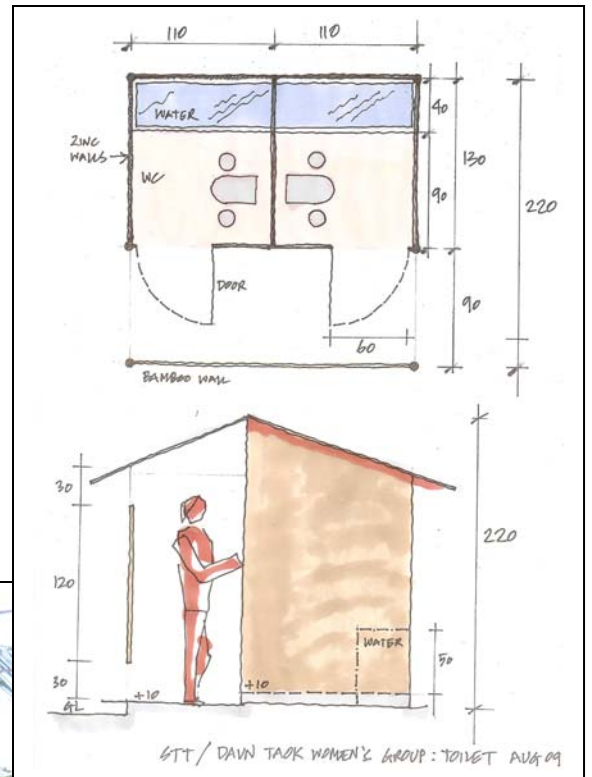 110 110
WATER
ZINC
WALLS
WC
40
90
130
220
DOOR
90
60
BAMBOO WALL
30
120
30
GL
+10
+10
WATER
50
220
STT / DAUN TAOK WOMEN'S GROUP: TOILET AUG 09